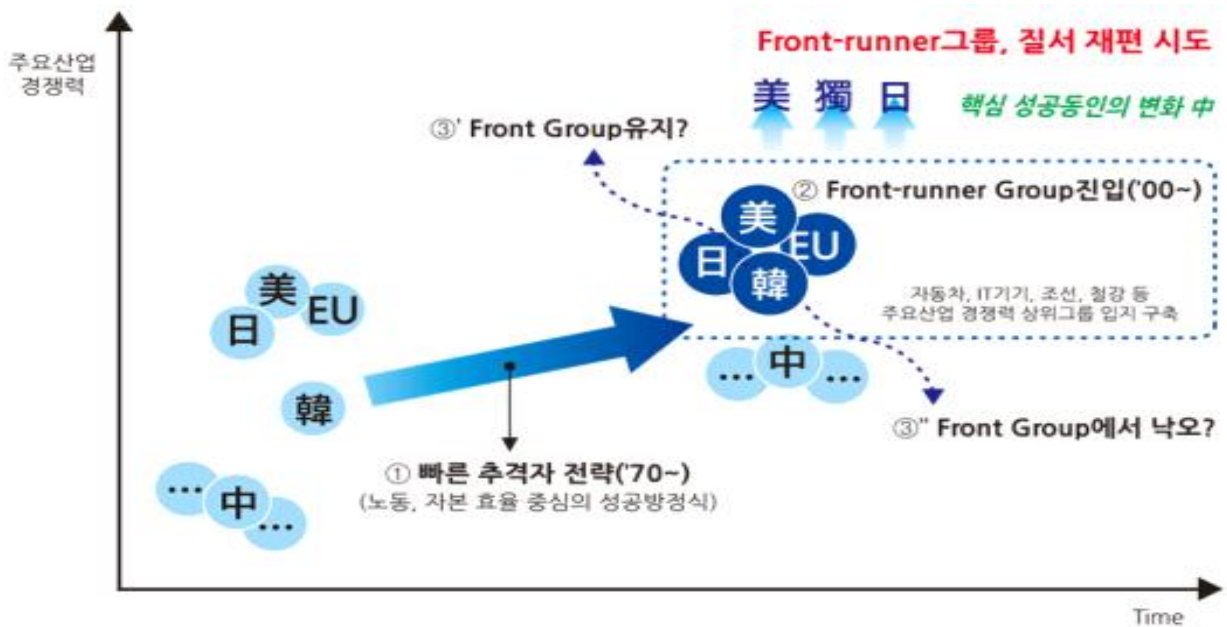 주요산업
경쟁력
Front-runner그룹, 질서 재편 시도
美 獨 日
핵심 성공동인의 변화 中
③' Front Group유지?
② Front-runner Group진입('00~)
美
日
EU
韓
자동차, IT기기, 조선, 철강 등
주요산업 경쟁력 상위그룹 입지 구축
美
日
EU
韓
... 中 ...
③" Front Group에서 낙오?
① 빠른 추격자 전략('70~)
(노동, 자본 효율 중심의 성공방정식)
... 中 ...
Time